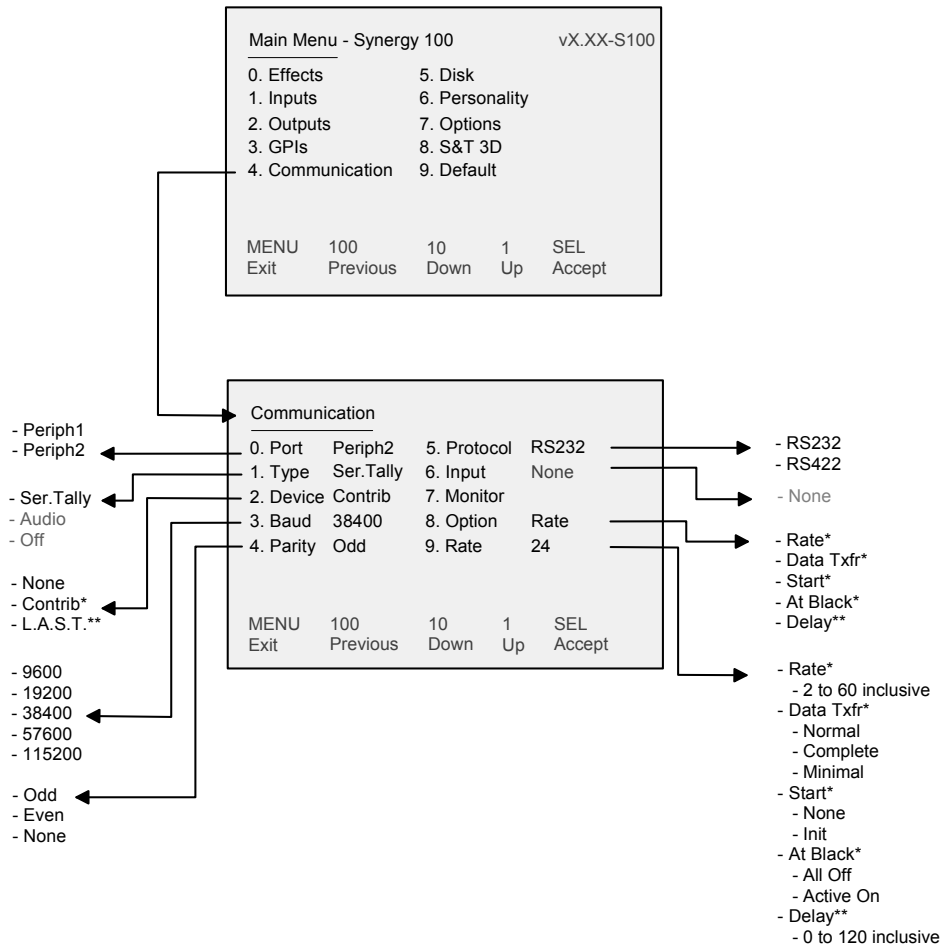 Main Menu - Synergy 100 vX.XX-S100
0. Effects 5. Disk
1. Inputs 6. Personality
2. Outputs 7. Options
3. GPIs 8. S&T 3D
4. Communication 9. Default
MENU 100 10 1 SEL
Exit Previous Down Up Accept
Communication
0. Port Periph2 5. Protocol RS232
1. Type Ser.Tally 6. Input None
2. Device Contrib 7. Monitor
3. Baud 38400 8. Option Rate
4. Parity Odd 9. Rate 24
MENU 100 10 1 SEL
Exit Previous Down Up Accept
- Periph1
- Periph2
- Ser.Tally
- Audio
- Off
- None
- Contrib*
- L.A.S.T.**
- 9600
- 19200
- 38400
- 57600
- 115200
- Odd
- Even
- None
- RS232
- RS422
- None
- Rate*
- Data Txfr*
- Start*
- At Black*
- Delay**
- Rate*
- 2 to 60 inclusive
- Data Txfr*
- Normal
- Complete
- Minimal
- Start*
- None
- Init
- At Black*
- All Off
- Active On
- Delay**
- 0 to 120 inclusive